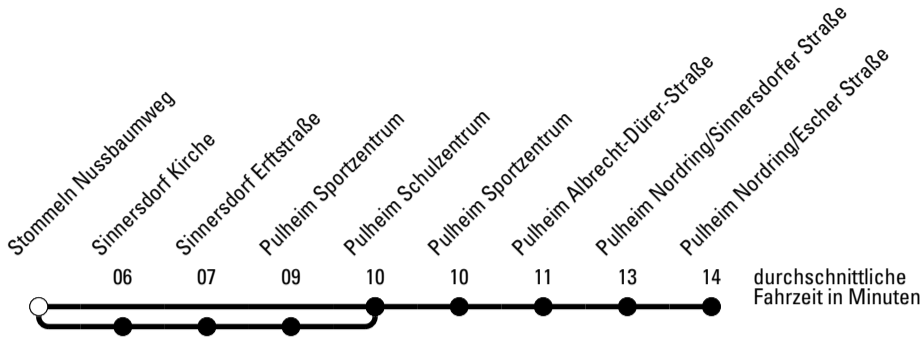 Stommeln Nussbaumweg
Sinnersdorf Kirche
Sinnersdorf Erftstraße
Pulheim Sportzentrum
Pulheim Schulzentrum
Pulheim Sportzentrum
Pulheim Albrecht-Dürer-Straße
Pulheim Nordring/Sinnersdorfer Straße
Pulheim Nordring/Escher Straße
06 07 09 10 10 11 13 14 durchschnittliche
Fahrzeit in Minuten